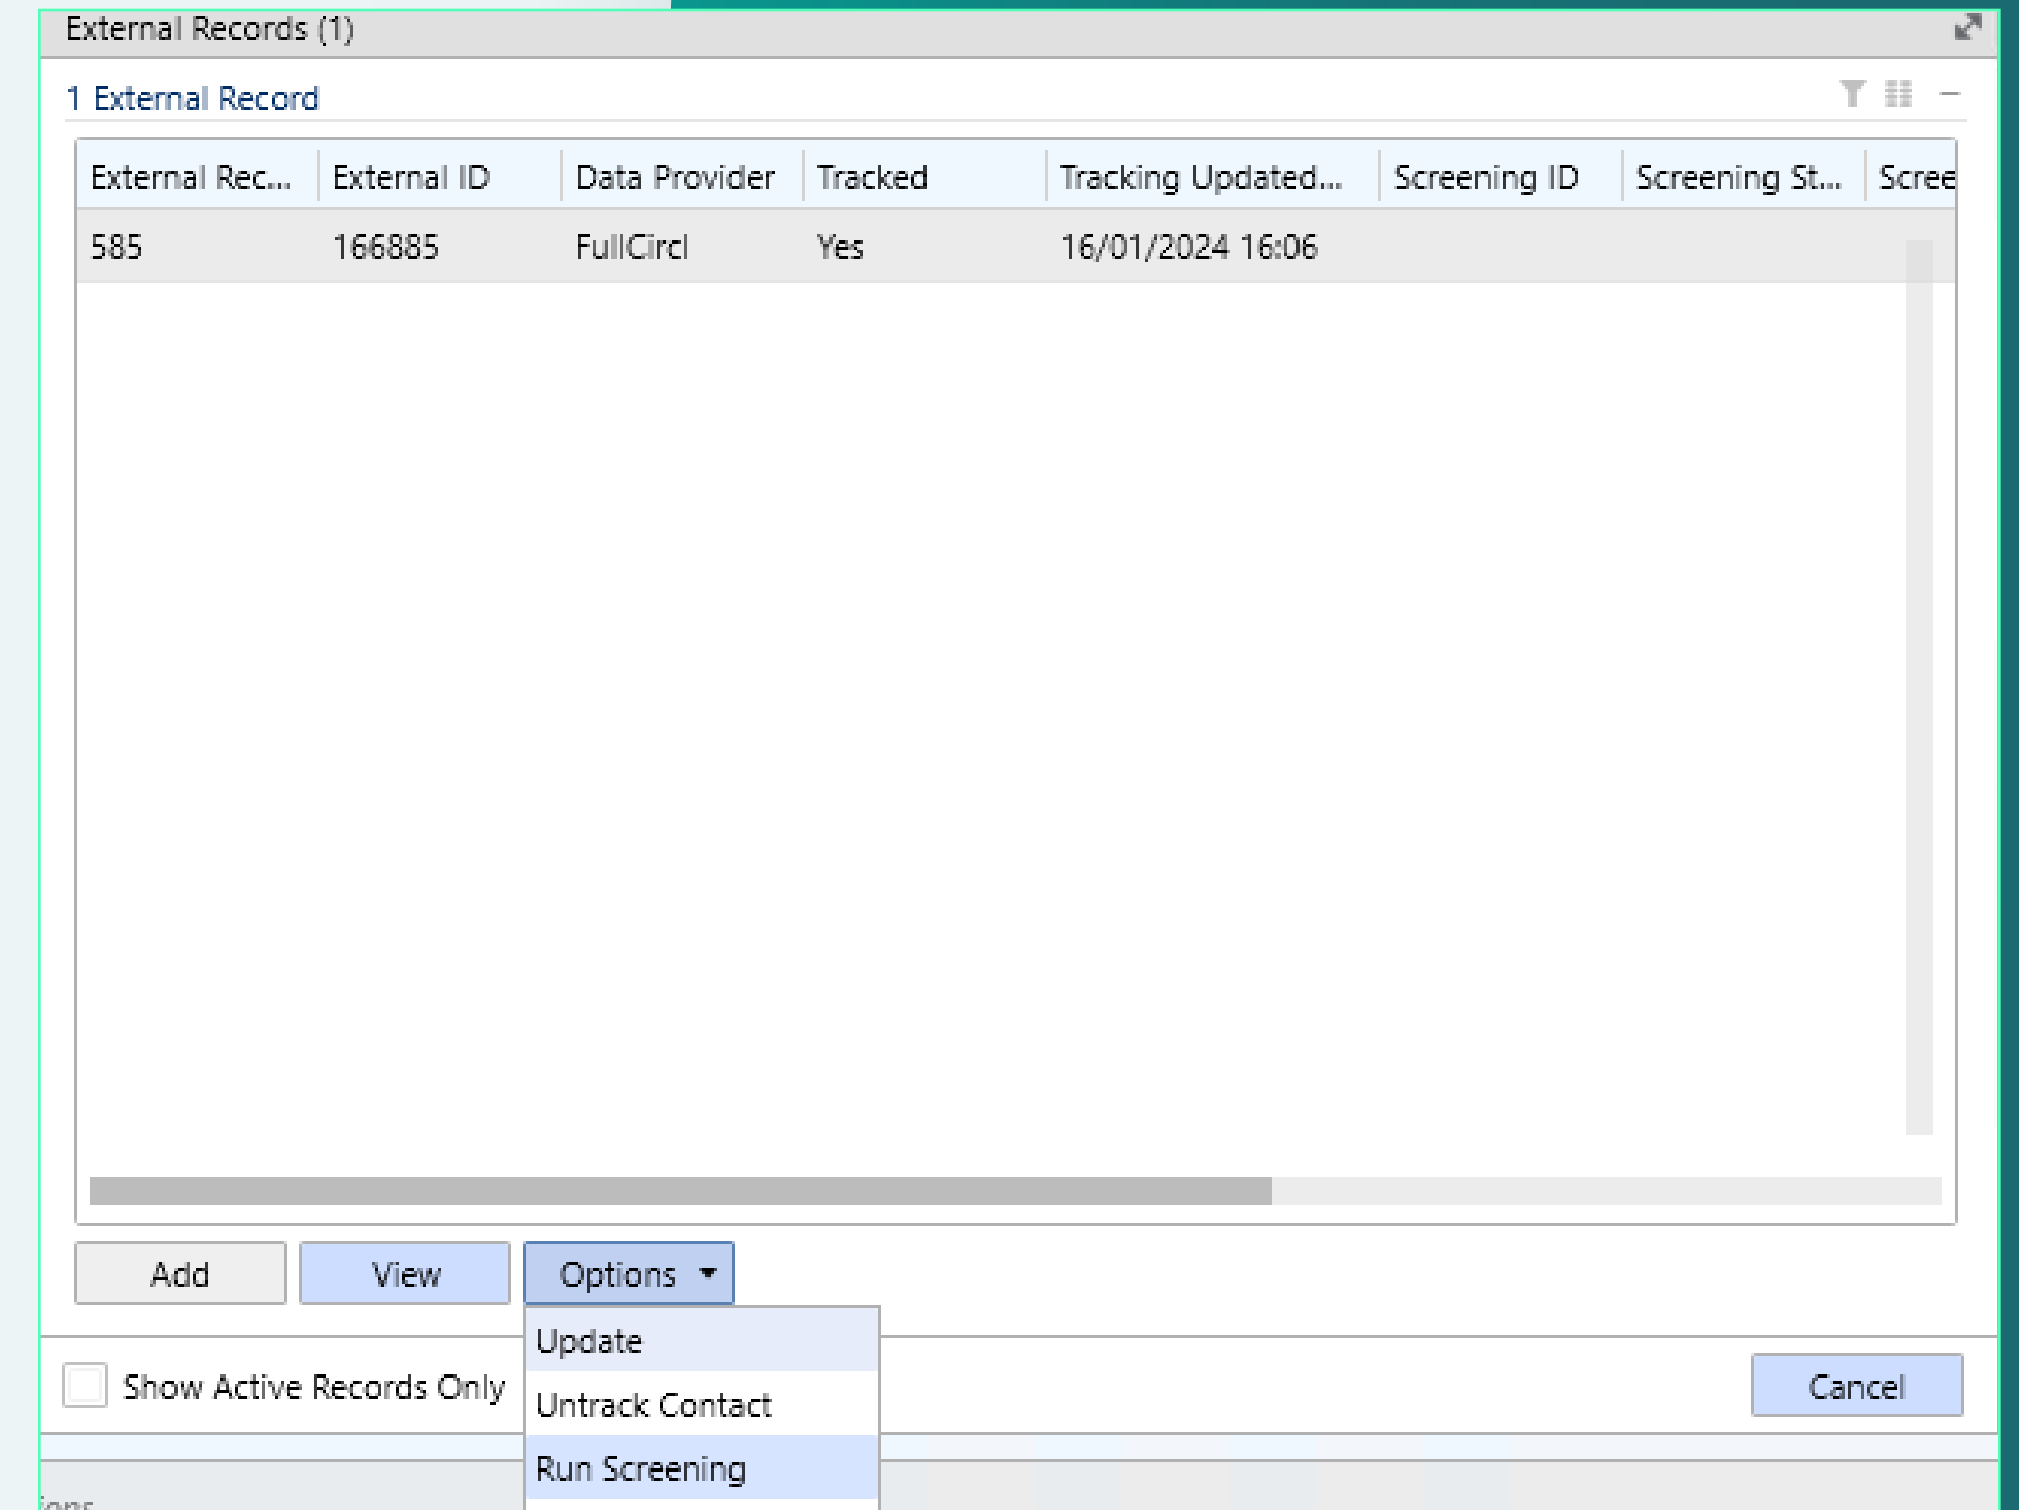 External Records (1)
1 External Record
External Rec... External ID Data Provider Tracked Tracking Updated... Screening ID Screening St... Scree
585 166885 FullCircl Yes 16/01/2024 16:06
Add View Options
Update
Show Active Records Only Cancel
Untrack Contact
Run Screening